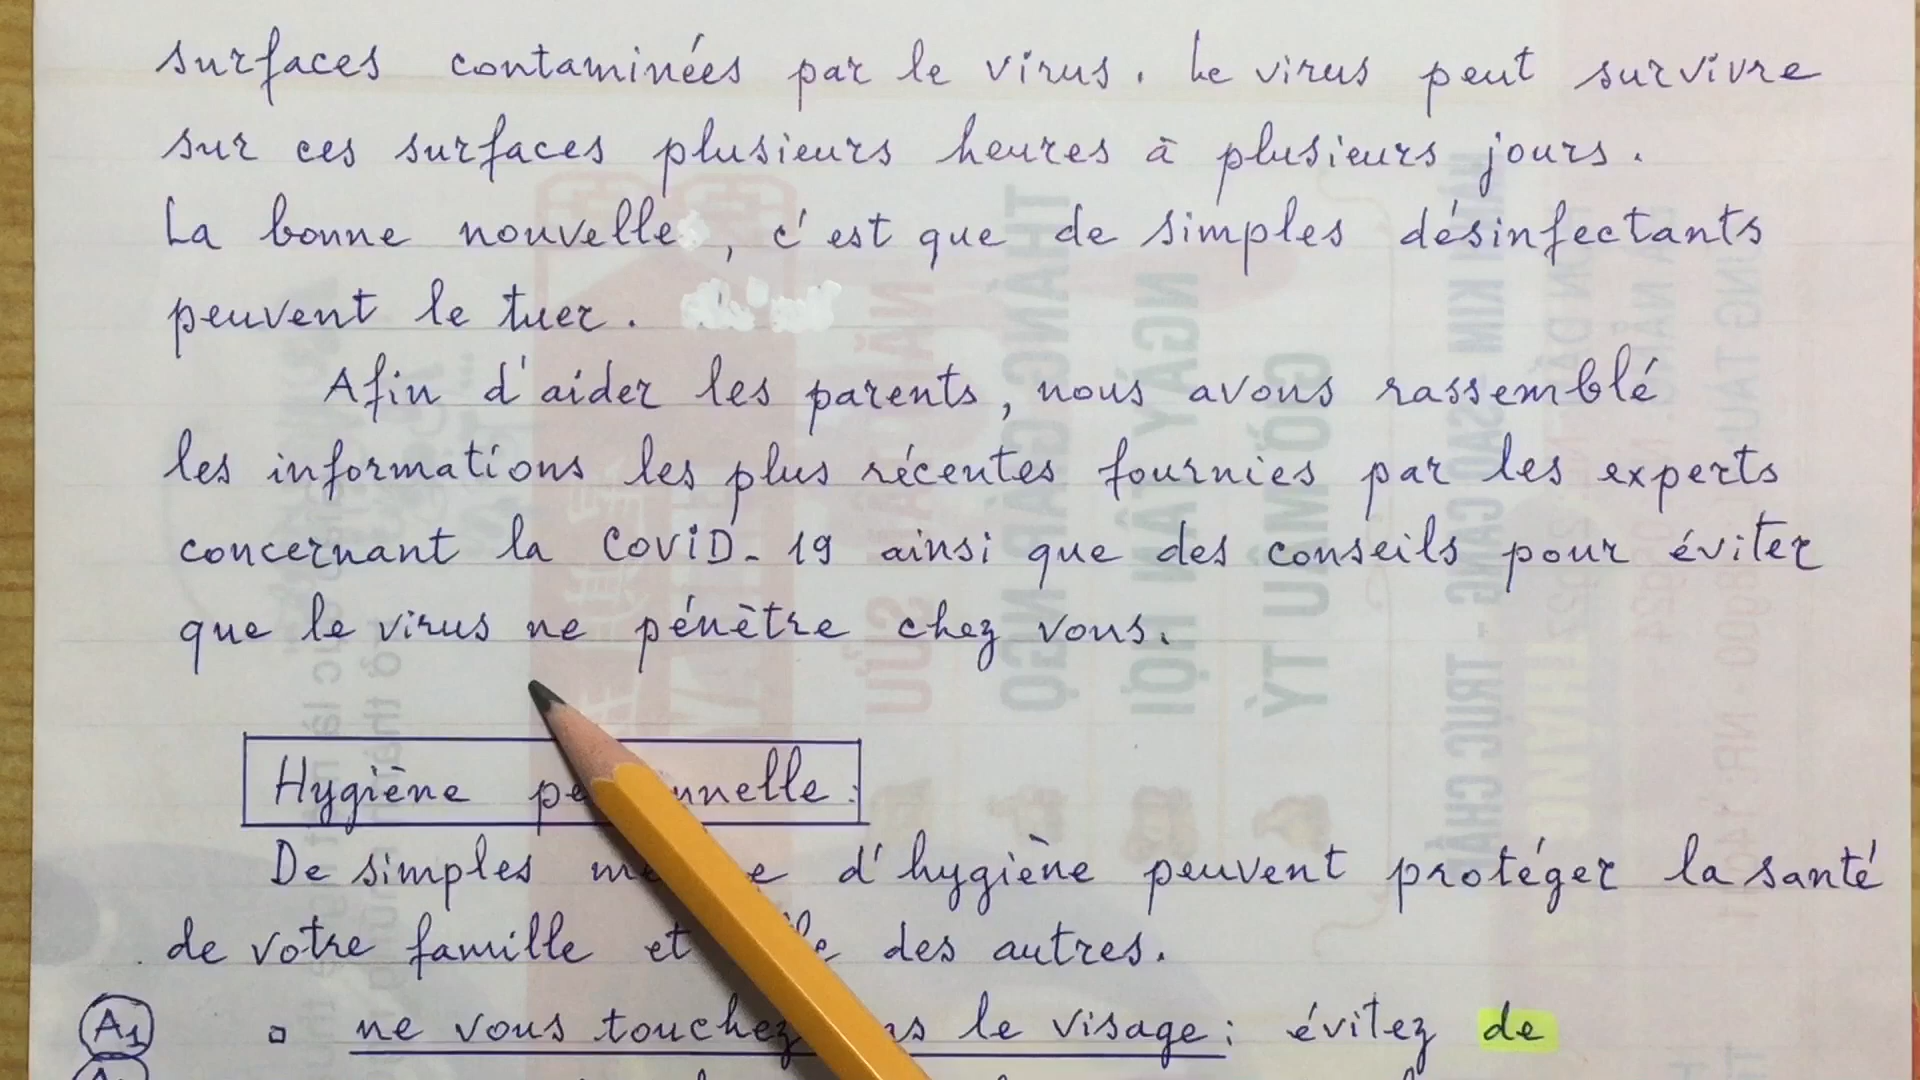 surfaces contaminées par le virus. Le virus peut survivre
sur ces surfaces plusieurs heures à plusieurs jours.
La bonne nouvelle, c'est que de simples désinfectants
peuvent le tuer.
Afin d'aider les parents, nous avons rassemblé
les informations les plus récentes fournies par les experts
concernant la COVID-19 ainsi que des conseils pour éviter
que le virus ne pénètre chez vous.
Hygiène
De simples d'hygiène peuvent protéger la santé
de votre famille et des autres.
A1 ne vous touchez le visage : évitez de